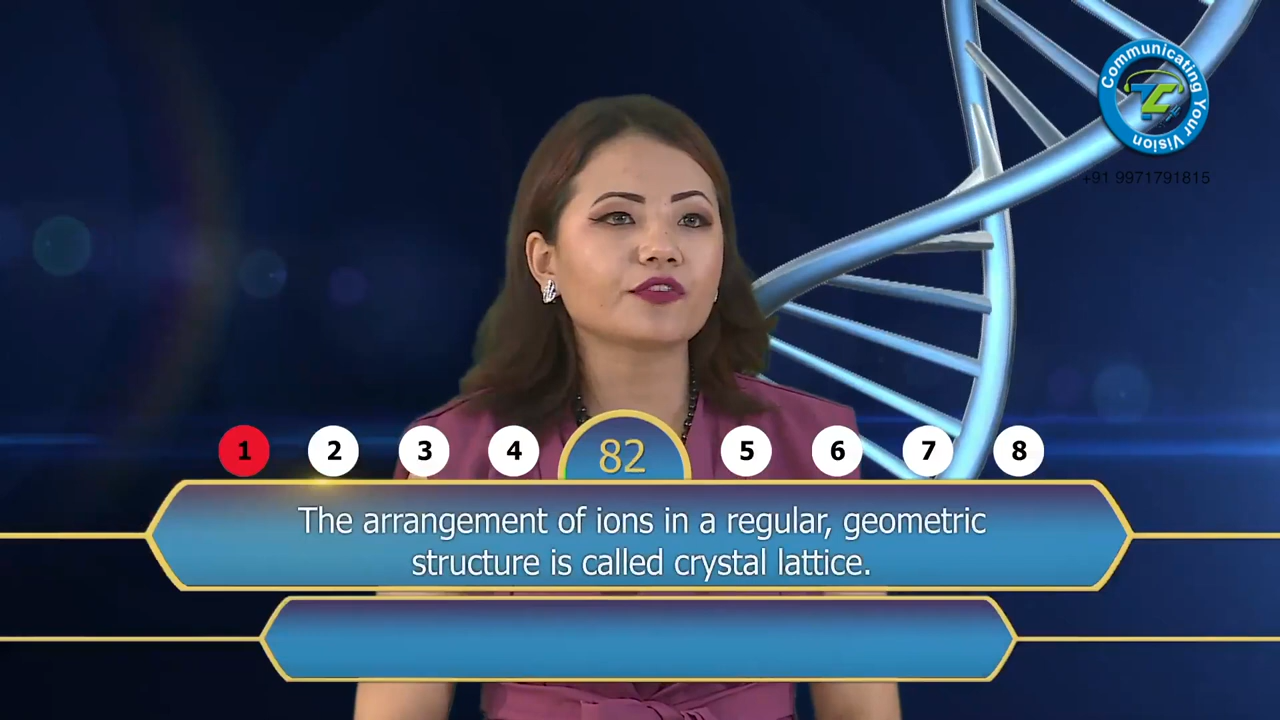 Communicating
TC
Your Vision
+91 9971791815
1 2 3 4 82 5 6 7 8
The arrangement of ions in a regular, geometric
structure is called crystal lattice.